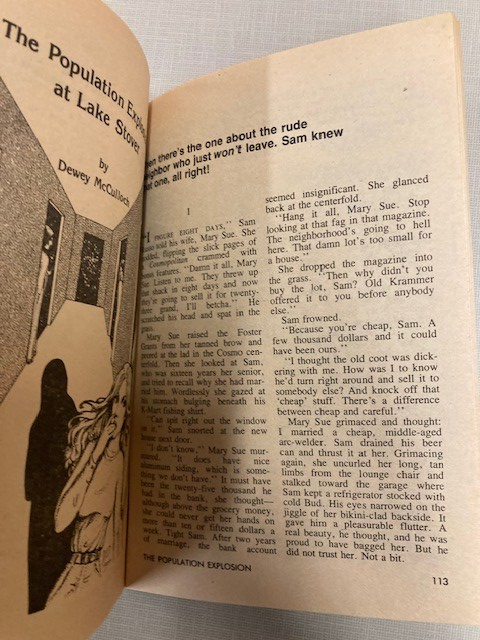 The Population Explo
at Lake Stover
by
Dewey McCulloch
there's the one about the rude
neighbor who just won't leave. Sam knew
that one, all right!
1
"I FIGURE EIGHT DAYS," Sam
told his wife, Mary Sue. She
flipping the slick pages of
Cosmopolitan crammed with
features. "Damn it all, Mary
Sue. Listen to me. They threw up
that shack in eight days and now
they're going to sell it for twenty-
three grand, I'll betcha." He
scratched his head and spat in the
grass.
Mary Sue raised the Foster
Grants from her tanned brow and
peered at the lad in the Cosmo cen-
terfold. Then she looked at Sam,
who was sixteen years her senior,
and tried to recall why she had mar-
ried him. Wordlessly she gazed at
his stomach bulging beneath his
K-Mart fishing shirt.
"Can spit right out the window
at it," Sam snorted at the new
house next door.
"I don't know," Mary Sue mur-
mured. "It does have nice
aluminum siding, which is some-
thing we don't have." It must have
been the twenty-five thousand he
had in the bank, she thought—
although above the grocery money,
she could never get her hands on
more than ten or fifteen dollars a
week. Tight Sam. After two years
of marriage, the bank account
seemed insignificant. She glanced
back at the centerfold.
"Hang it all, Mary Sue. Stop
looking at that fag in that magazine.
The neighborhood's going to hell
here. That damn lot's too small for
a house."
She dropped the magazine into
the grass. "Then why didn't you
buy the lot, Sam? Old Krammer
offered it to you before anybody
else."
Sam frowned.
"Because you're cheap, Sam. A
few thousand dollars and it could
have been ours."
"I thought the old coot was dick-
ering with me. How was I to know
he'd turn right around and sell it to
somebody else? And knock off that
'cheap' stuff. There's a difference
between cheap and careful."
Mary Sue grimaced and thought:
I married a cheap, middle-aged
arc-welder. Sam drained his beer
can and thrust it at her. Grimacing
again, she uncurled her long, tan
limbs from the lounge chair and
stalked toward the garage where
Sam kept a refrigerator stocked with
cold Bud. His eyes narrowed on the
jiggle of her bikini-clad backside. It
gave him a pleasurable flutter. A
real beauty, he thought, and he was
proud to have bagged her. But he
did not trust her. Not a bit.
THE POPULATION EXPLOSION
113